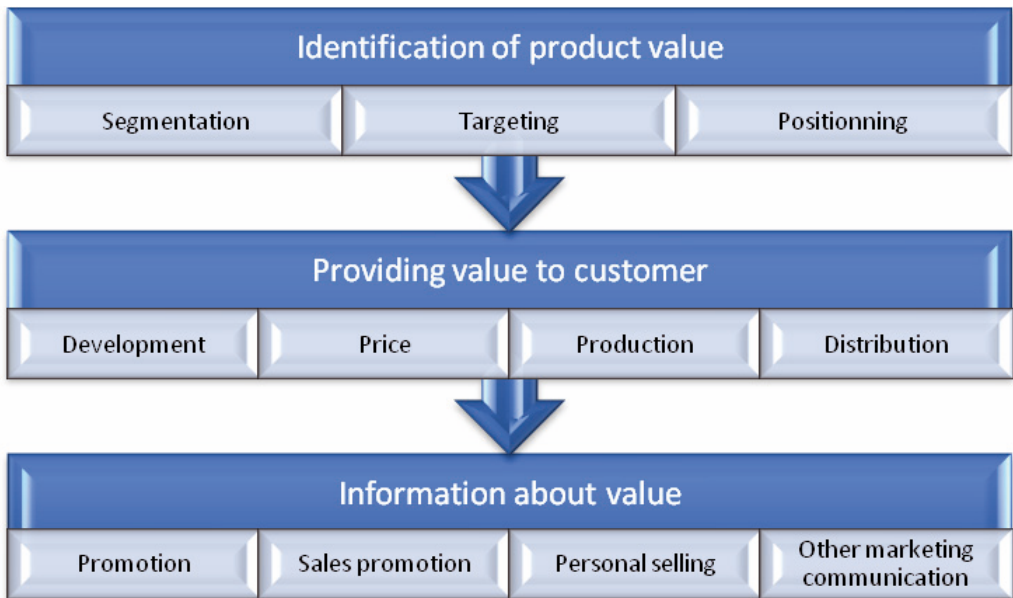 Identification of product value
Segmentation
Targeting
Positionning
Providing value to customer
Development
Price
Production
Distribution
Information about value
Promotion
Sales promotion
Personal selling
Other marketing
communication